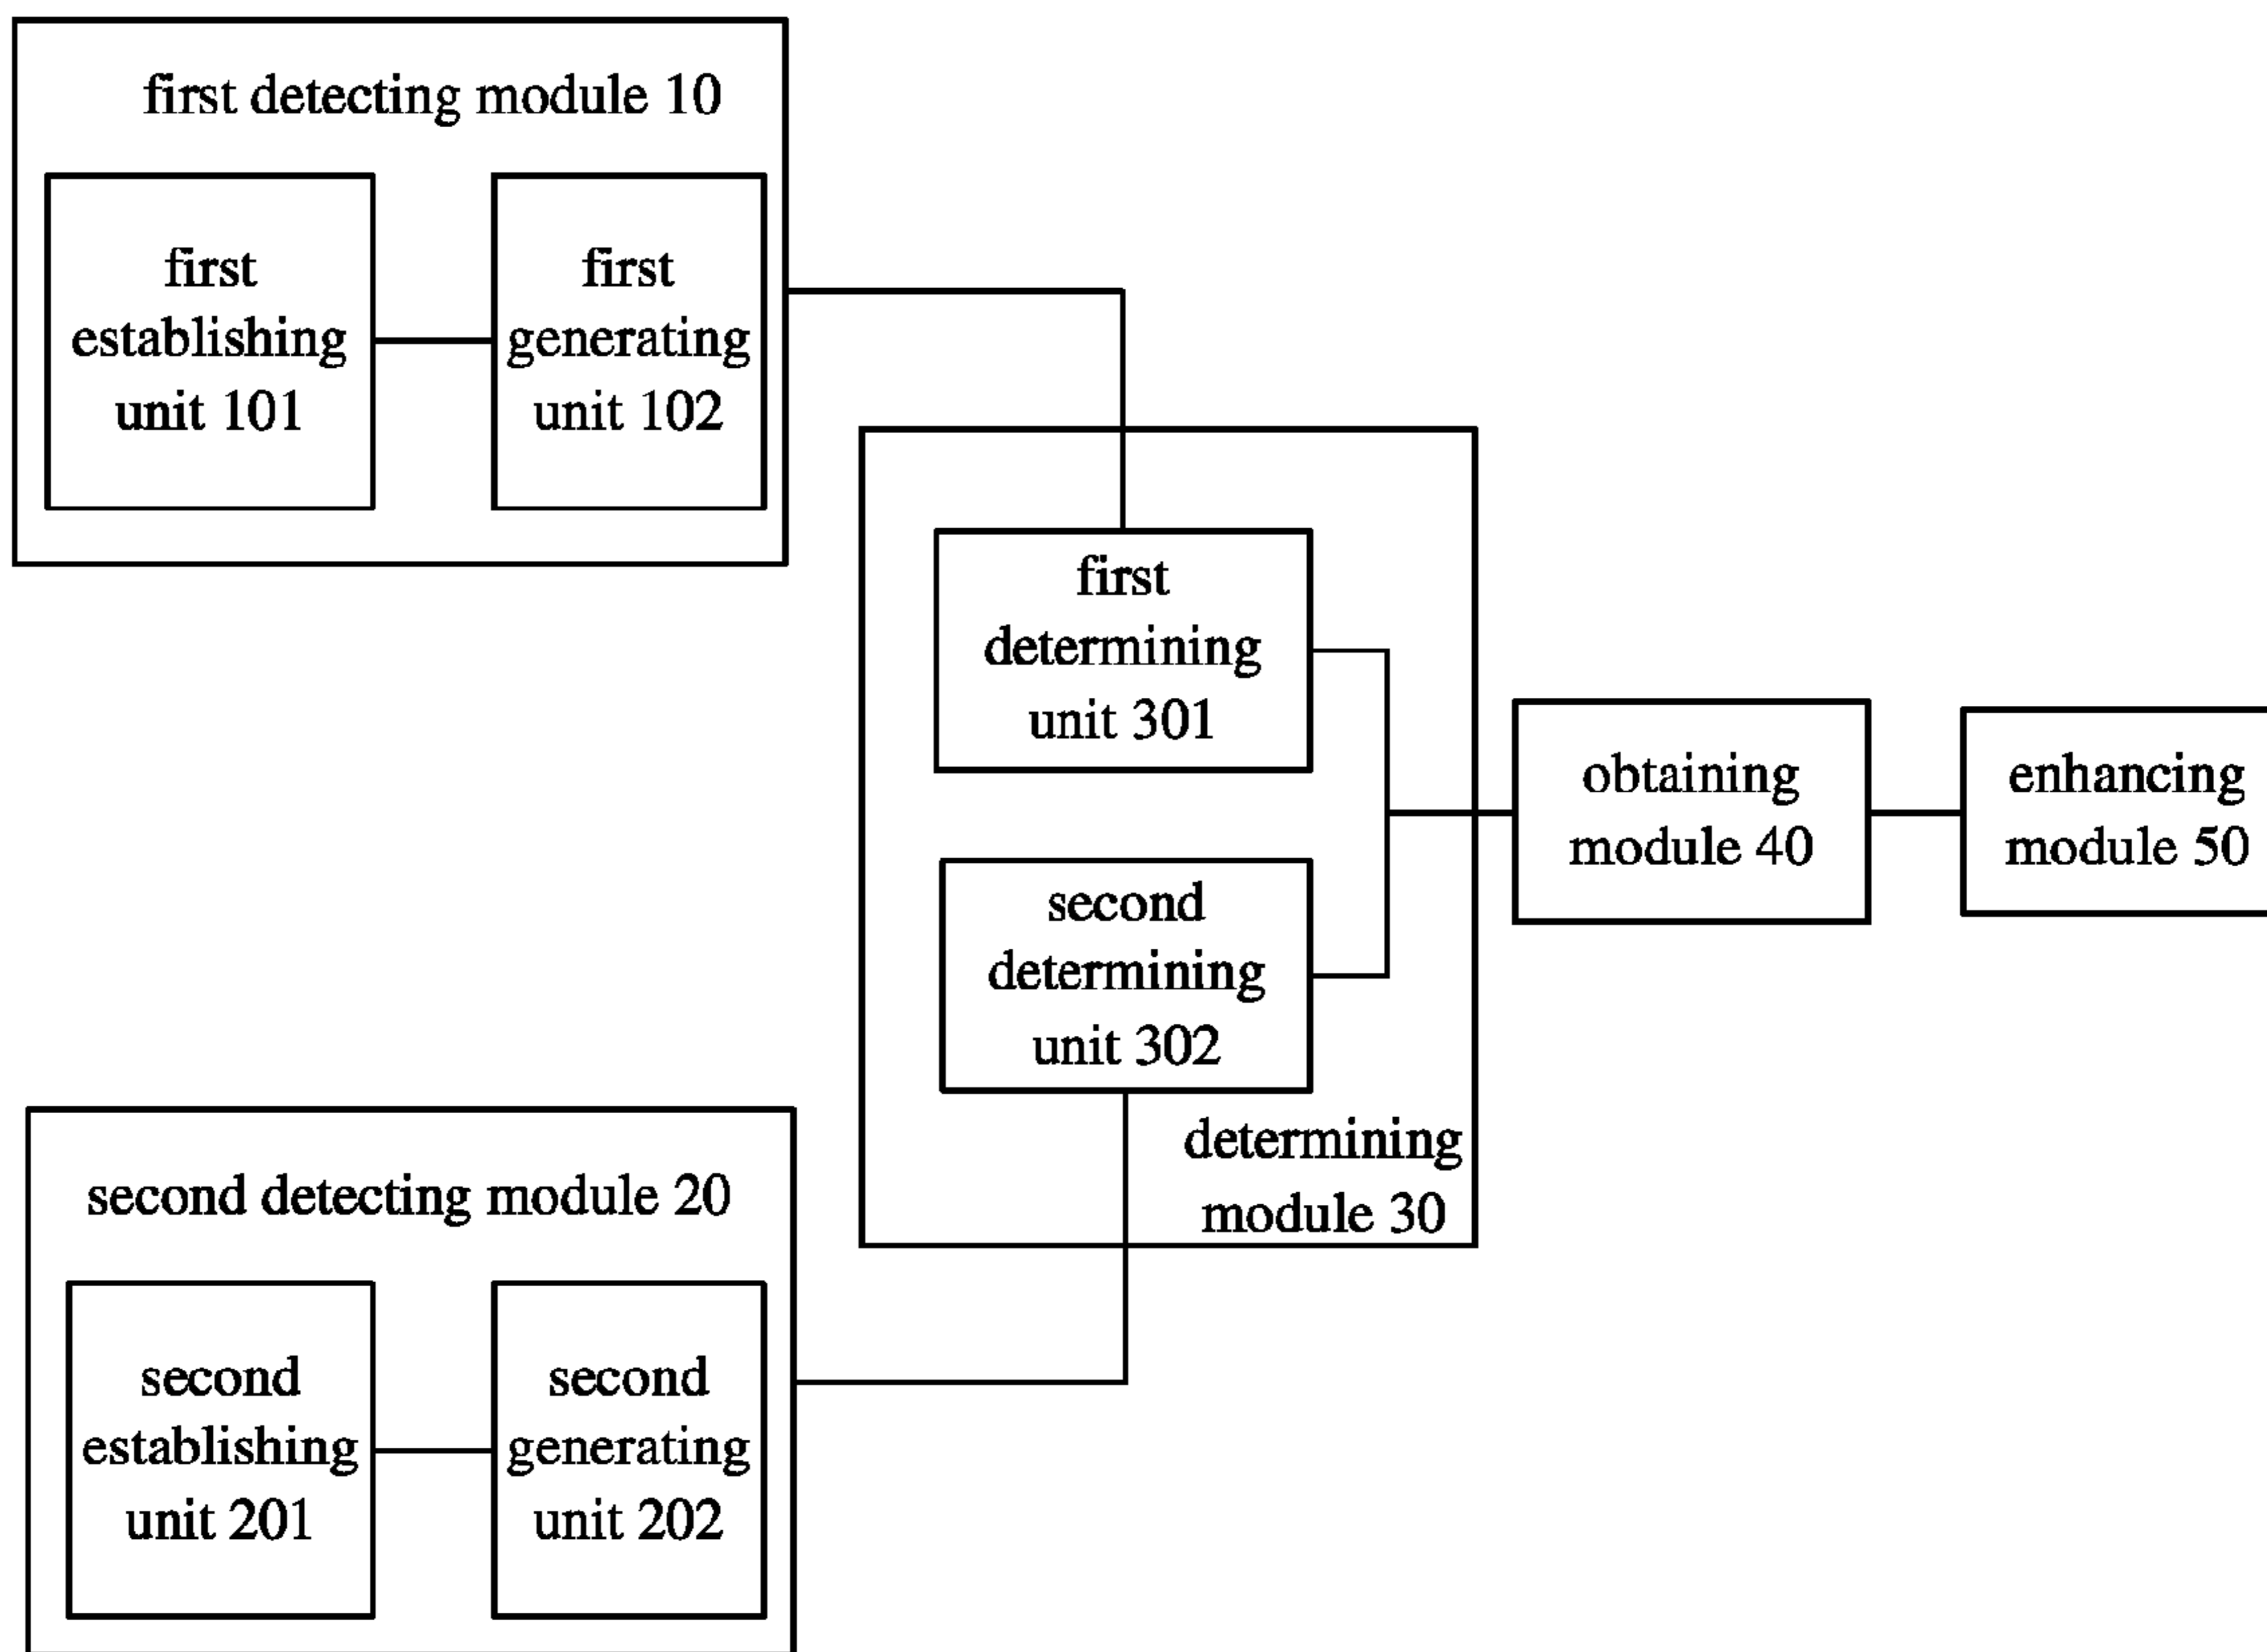 first detecting module 10
first
establishing
unit 101
first
generating
unit 102
first
determining
unit 301
second
determining
unit 302
determining
module 30
obtaining
module 40
enhancing
module 50
second detecting module 20
second
establishing
unit 201
second
generating
unit 202